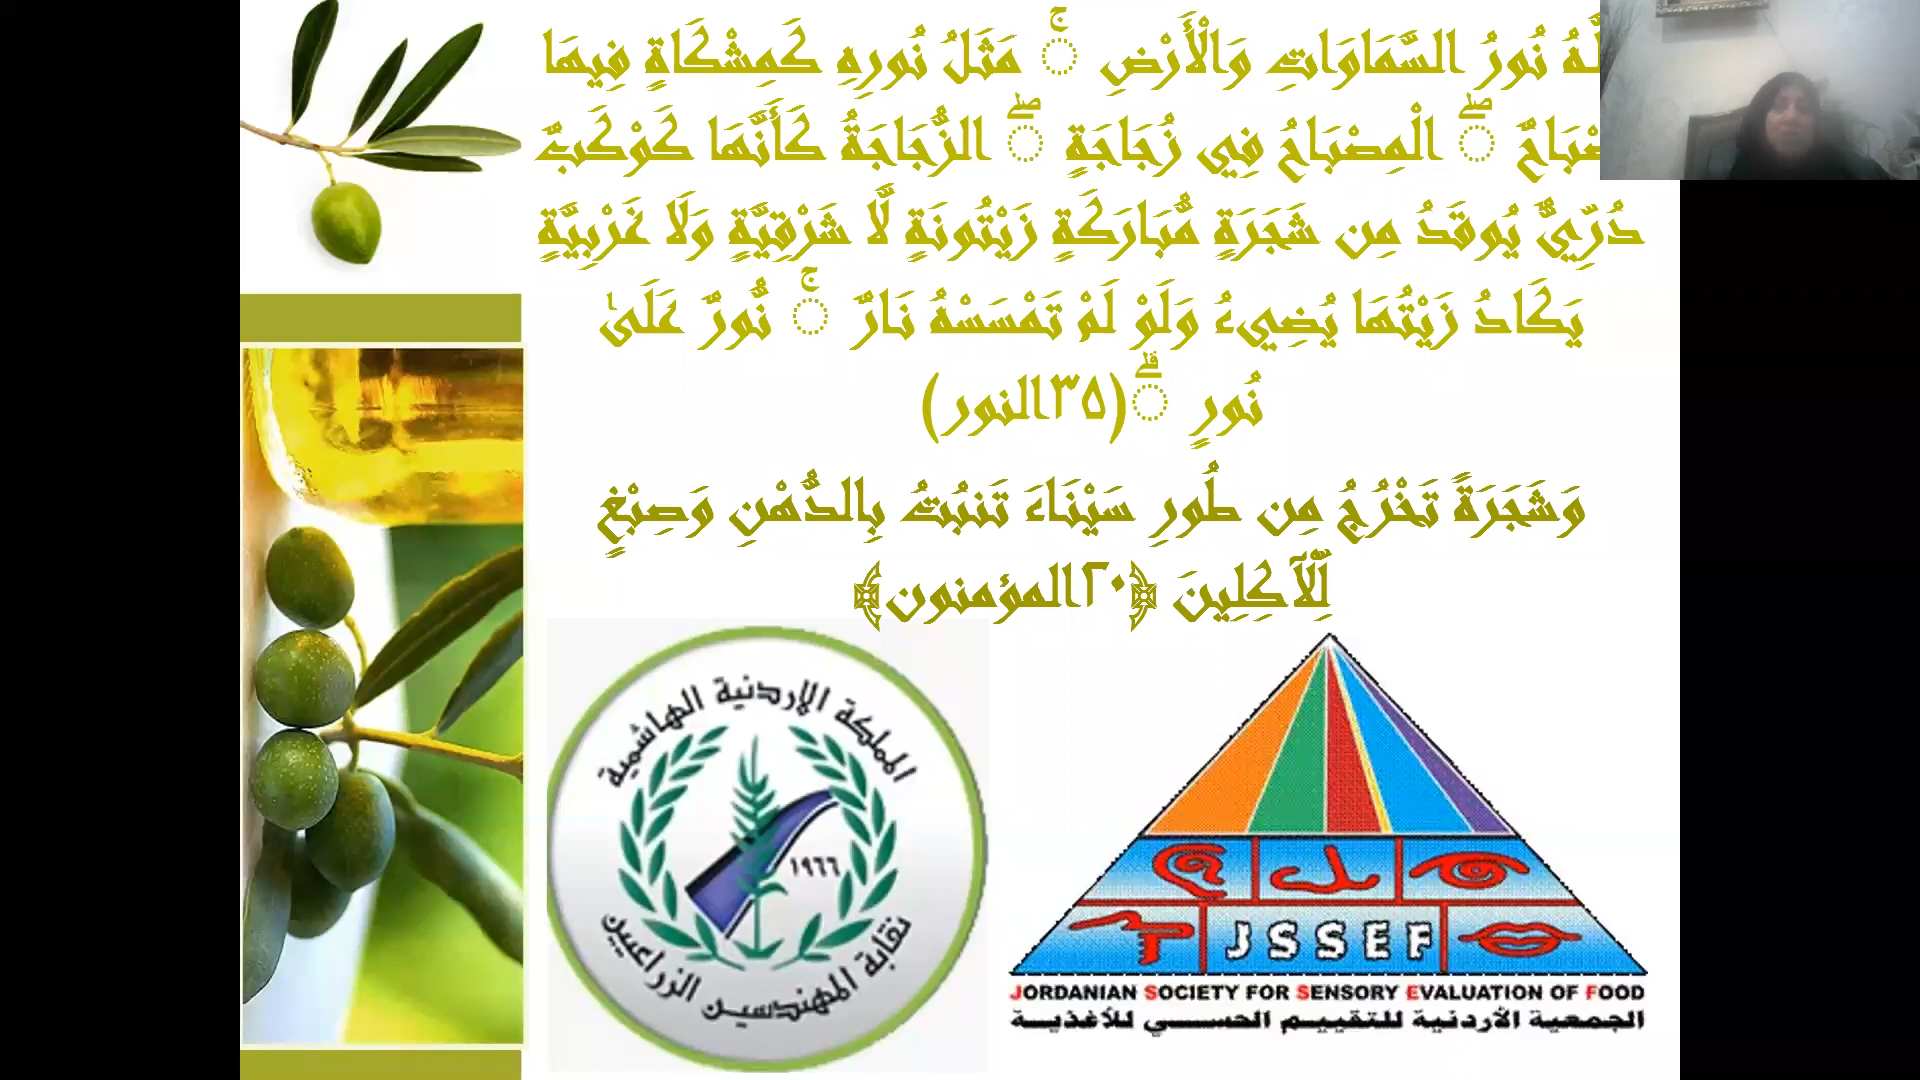 لَّهُ نُورُ السَّمَاوَاتِ وَالْأَرْضِ ۚ مَثَلُ نُورِهِ كَمِشْكَاةٍ فِيهَا
صْبَاحٌ ۖ الْمِصْبَاحُ فِي زُجَاجَةٍ ۖ الزُّجَاجَةُ كَأَنَّهَا كَوْكَبٌ
دُرِّيٌّ يُوقَدُ مِن شَجَرَةٍ مُّبَارَكَةٍ زَيْتُونَةٍ لَّا شَرْقِيَّةٍ وَلَا غَرْبِيَّةٍ
يَكَادُ زَيْتُهَا يُضِيءُ وَلَوْ لَمْ تَمْسَسْهُ نَارٌ ۚ نُّورٌ عَلَىٰ
نُورٍ ۗ (٣٥النور)
وَشَجَرَةً تَخْرُجُ مِن طُورِ سَيْنَاءَ تَنبُتُ بِالدُّهْنِ وَصِبْغٍ
لِّلْآكِلِينَ ﴿٢٠المؤمنون﴾
المملكة الاردنية الهاشمية
١٩٦٦
نقابة المهندسين الزراعيين
JSSEF
JORDANIAN SOCIETY FOR SENSORY EVALUATION OF FOOD
الجمعية الأردنية للتقييم الحسي للأغذية